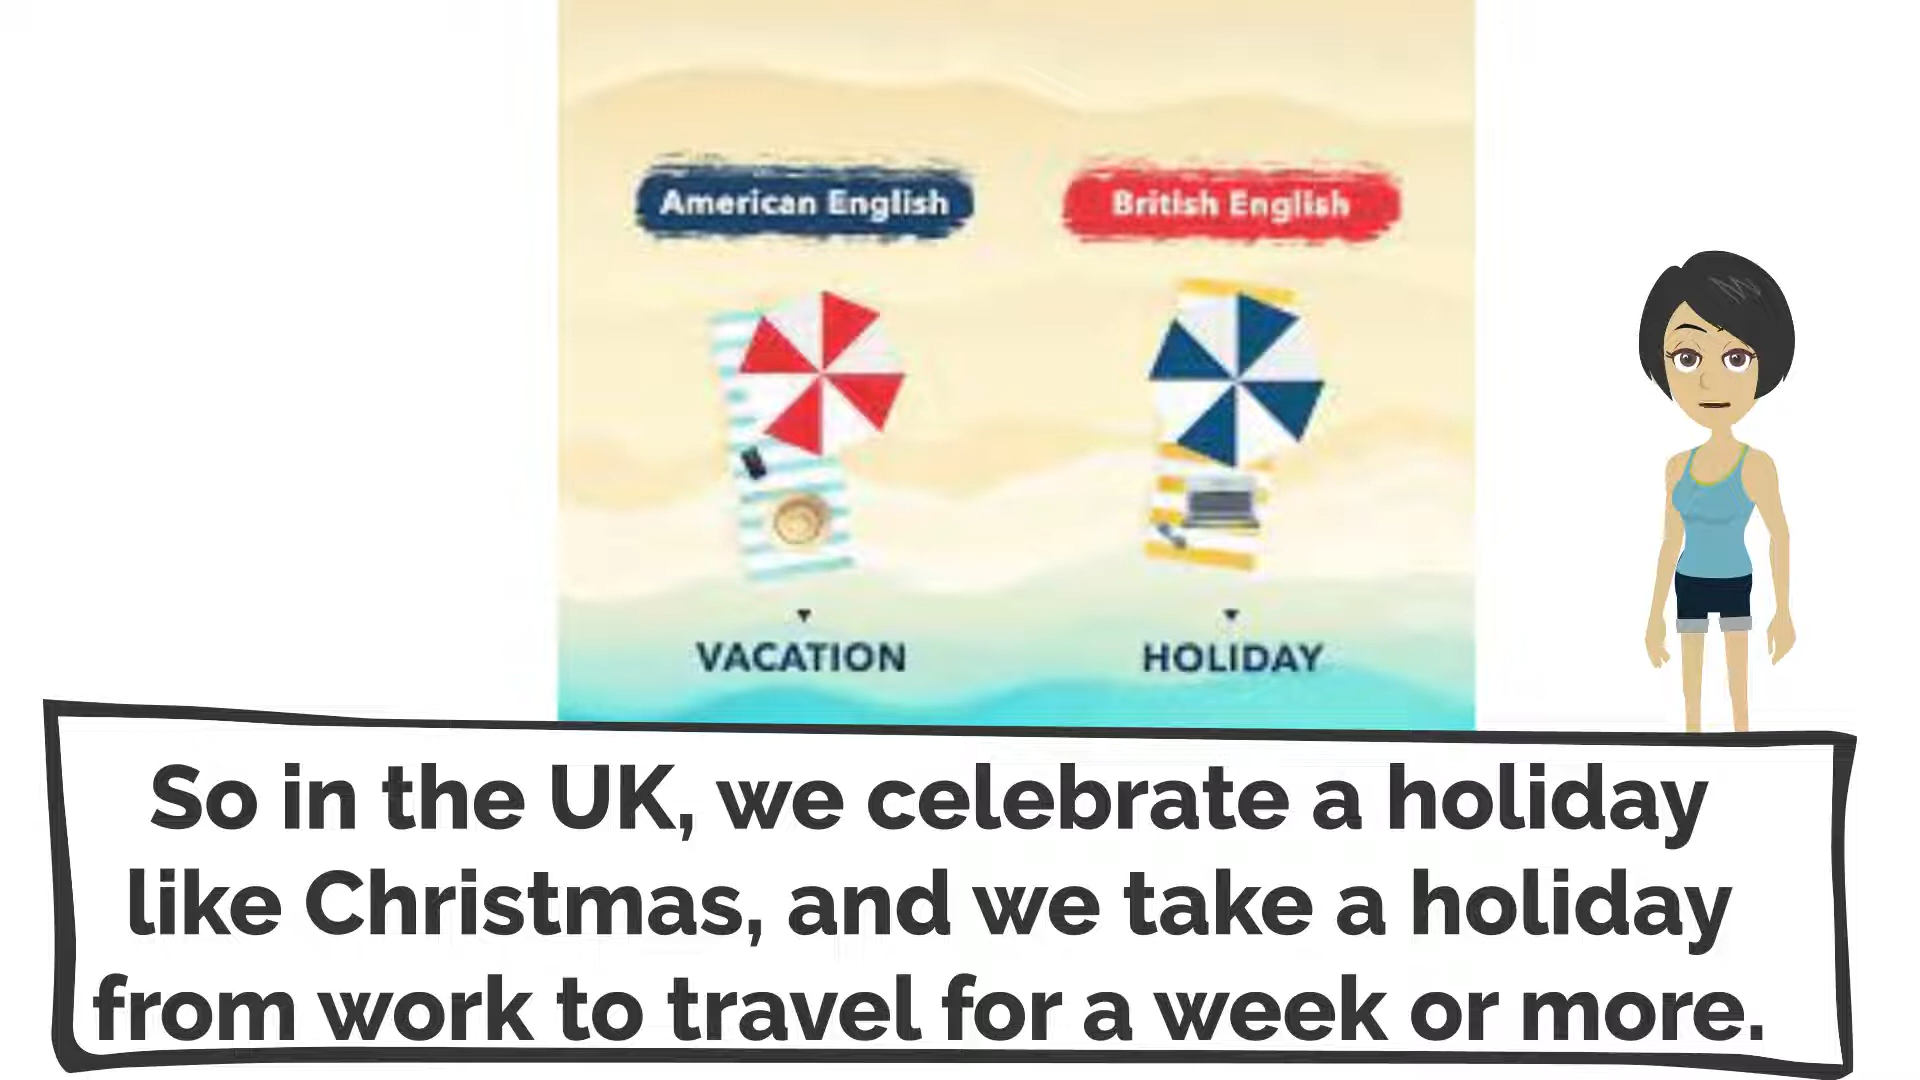 American English
British English
VACATION
HOLIDAY
So in the UK, we celebrate a holiday
like Christmas, and we take a holiday
from work to travel for a week or more.